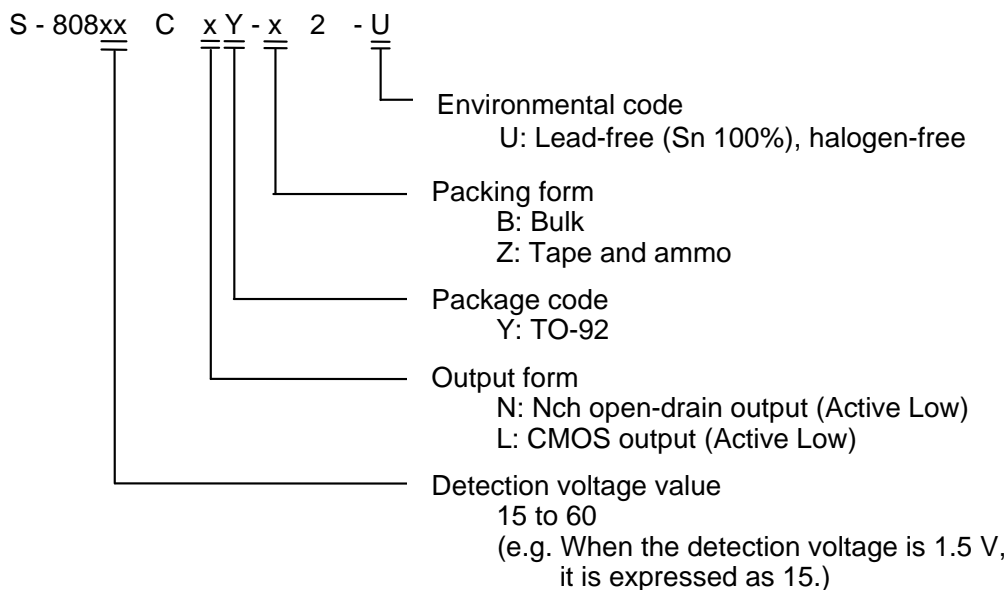 S - 808xx C x Y - x 2 - U
Environmental code
U: Lead-free (Sn 100%), halogen-free
Packing form
B: Bulk
Z: Tape and ammo
Package code
Y: TO-92
Output form
N: Nch open-drain output (Active Low)
L: CMOS output (Active Low)
Detection voltage value
15 to 60
(e.g. When the detection voltage is 1.5 V,
it is expressed as 15.)